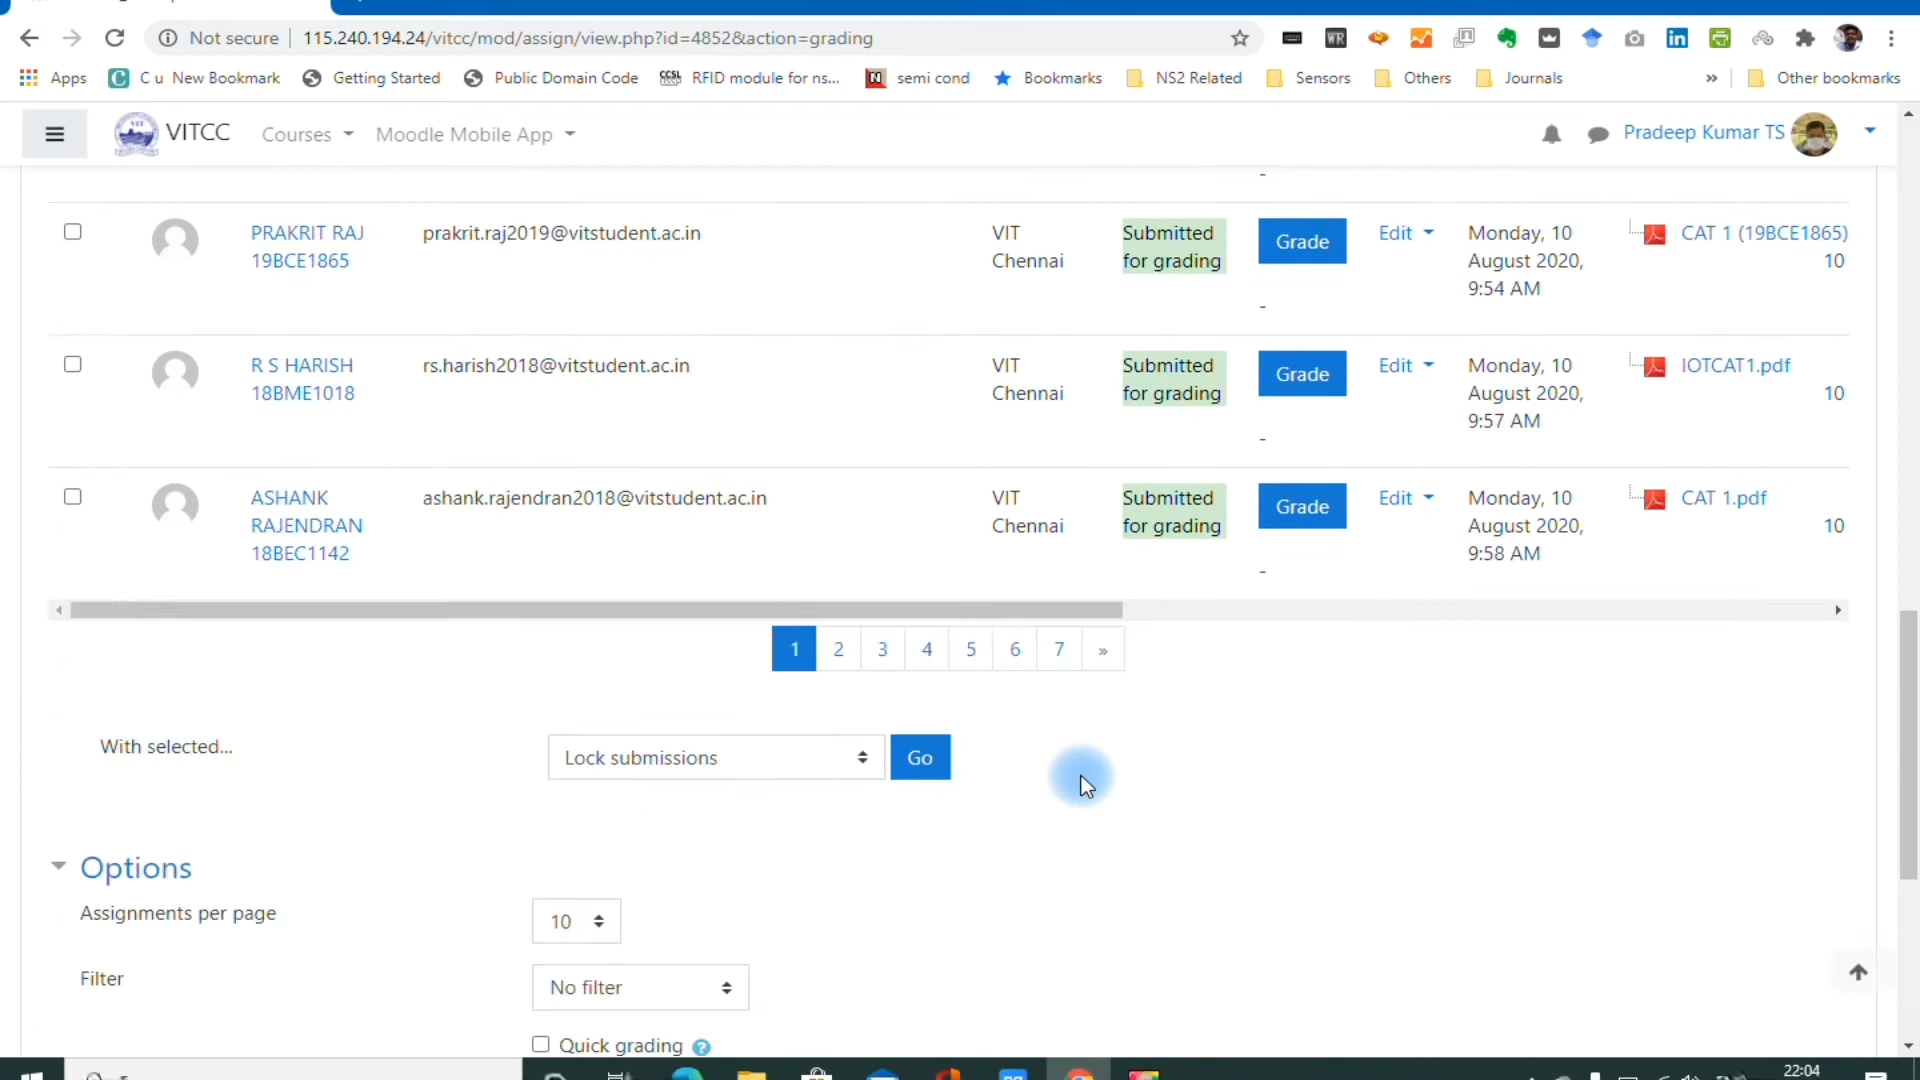 Not secure | 115.240.194.24/vitcc/mod/assign/view.php?id=4852&action=grading
Apps C u New Bookmark Getting Started Public Domain Code CCSL RFID module for ns... N semi cond Bookmarks NS2 Related Sensors Others Journals » Other bookmarks
VITCC Courses Moodle Mobile App Pradeep Kumar TS
-
PRAKRIT RAJ prakrit.raj2019@vitstudent.ac.in VIT Submitted Grade Edit Monday, 10 CAT 1 (19BCE1865)
19BCE1865 Chennai for grading August 2020, 10
9:54 AM
-
R S HARISH rs.harish2018@vitstudent.ac.in VIT Submitted Grade Edit Monday, 10 IOTCAT1.pdf
18BME1018 Chennai for grading August 2020, 10
9:57 AM
-
ASHANK ashank.rajendran2018@vitstudent.ac.in VIT Submitted Grade Edit Monday, 10 CAT 1.pdf
RAJENDRAN Chennai for grading August 2020, 10
18BEC1142 9:58 AM
-
1 2 3 4 5 6 7 »
With selected... Lock submissions Go
Options
Assignments per page 10
Filter No filter
Quick grading ?
22:04